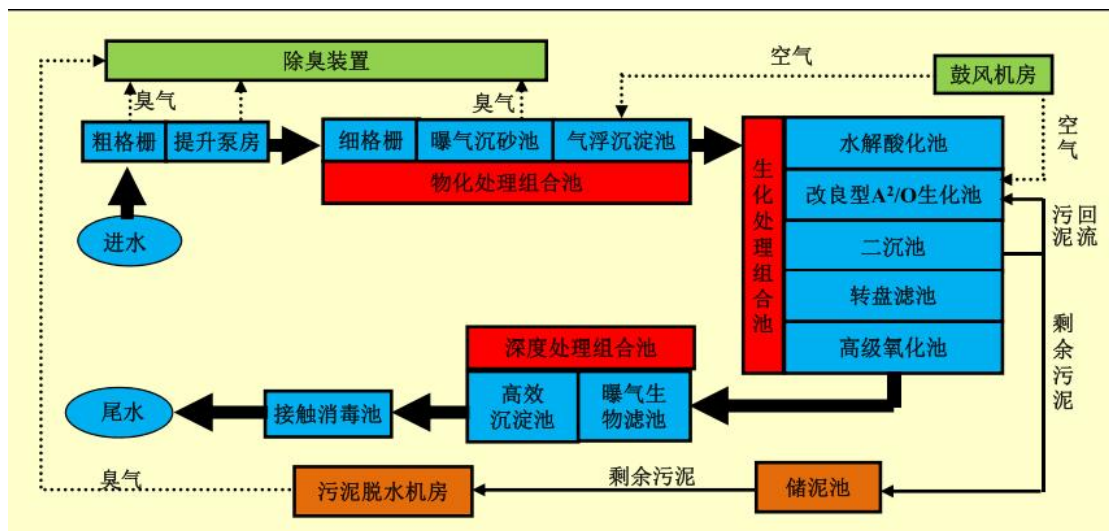 除臭装置
空气
鼓风机房
臭气
臭气
粗格栅
提升泵房
细格栅
曝气沉砂池
气浮沉淀池
物化处理组合池
进水
生化处理组合池
水解酸化池
改良型A²/O生化池
二沉池
转盘滤池
高级氧化池
空气
污泥
回流
剩余污泥
深度处理组合池
高效
沉淀池
曝气生
物滤池
接触消毒池
尾水
臭气
污泥脱水机房
剩余污泥
储泥池